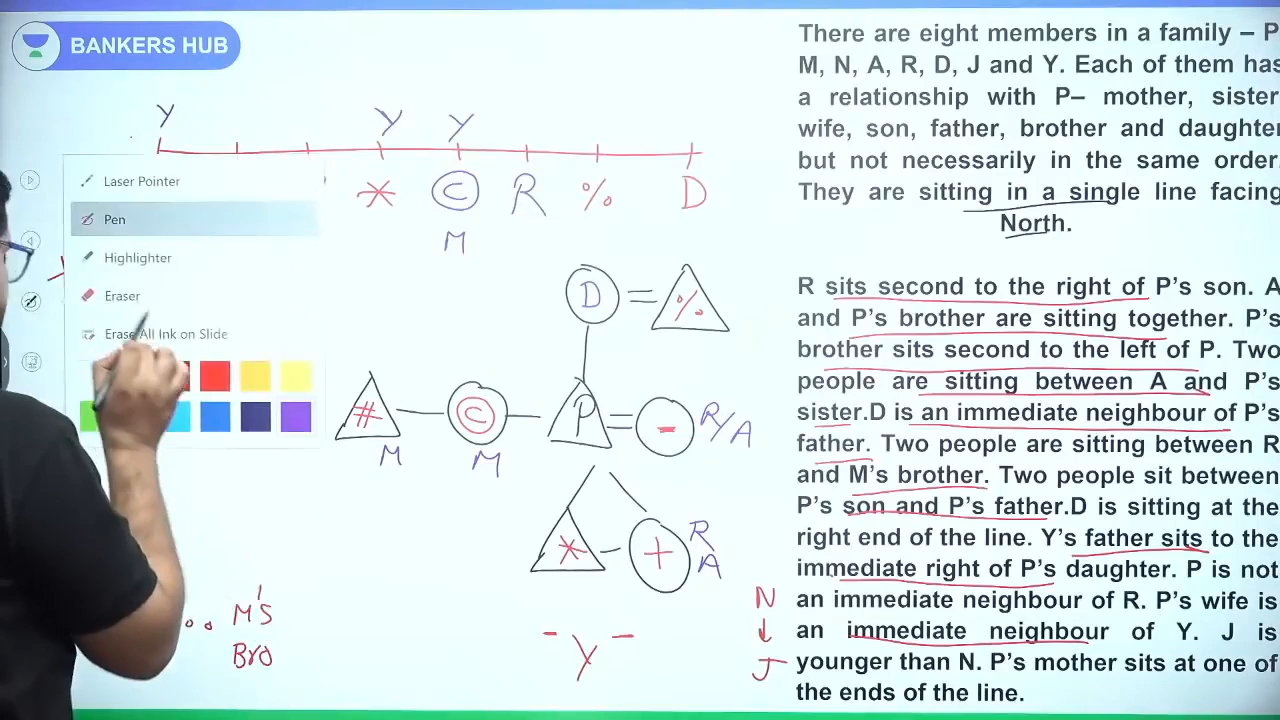 BANKERS HUB
Y Y Y
* © R % D
M
Laser Pointer
Pen
Highlighter
Eraser
Erase All Ink on Slide
D = %
# © P = - R/A
M M
* + R
A
M's
Bro
- Y -
N
↓
J
There are eight members in a family – P
M, N, A, R, D, J and Y. Each of them has
a relationship with P– mother, sister
wife, son, father, brother and daughter
but not necessarily in the same order
They are sitting in a single line facing
North.
R sits second to the right of P's son. A
and P's brother are sitting together. P's
brother sits second to the left of P. Two
people are sitting between A and P's
sister.D is an immediate neighbour of P's
father. Two people are sitting between R
and M's brother. Two people sit between
P's son and P's father.D is sitting at the
right end of the line. Y's father sits to the
immediate right of P's daughter. P is not
an immediate neighbour of R. P's wife is
an immediate neighbour of Y. J is
younger than N. P's mother sits at one of
the ends of the line.